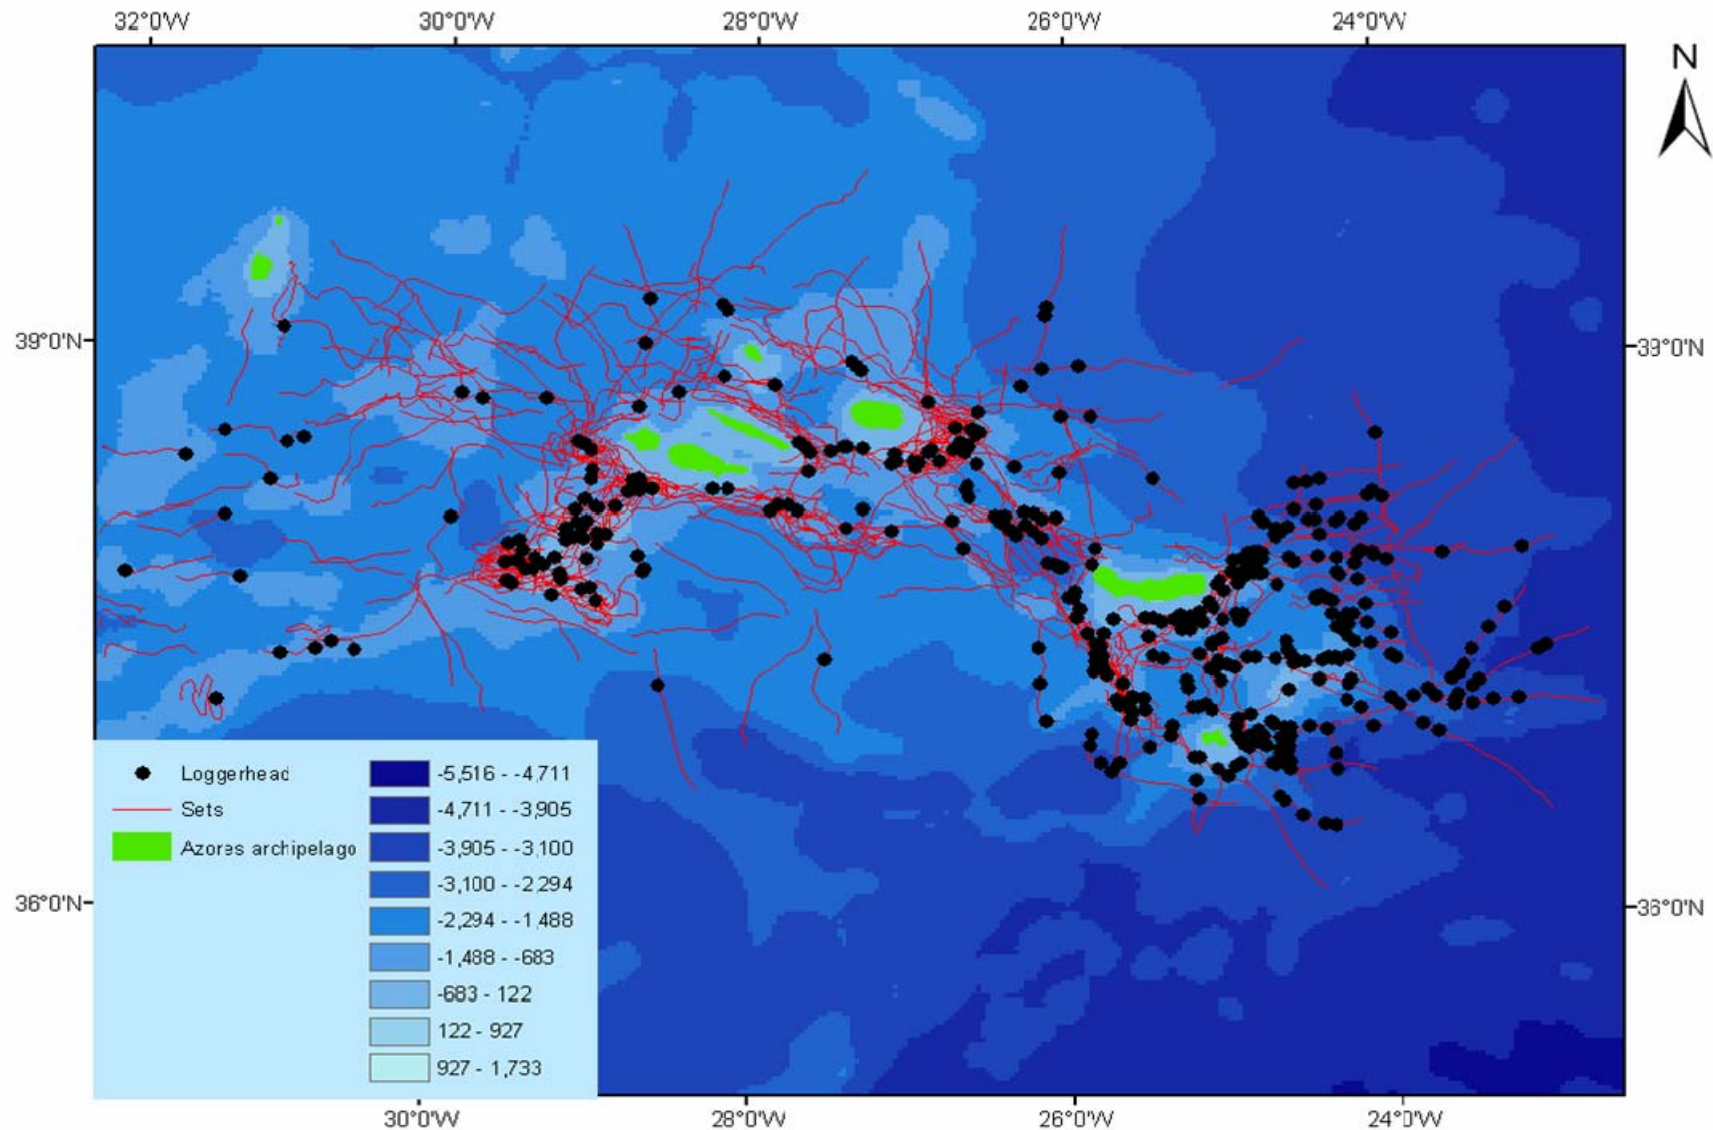 32°0'W 30°0'W 28°0'W 26°0'W 24°0'W
N
39°0'N 39°0'N
Loggerhead
Sets
Azores archipelago
-5,516 - -4,711
-4,711 - -3,905
-3,905 - -3,100
-3,100 - -2,294
-2,294 - -1,488
-1,488 - -683
-683 - 122
122 - 927
927 - 1,733
36°0'N 36°0'N
30°0'W 28°0'W 26°0'W 24°0'W